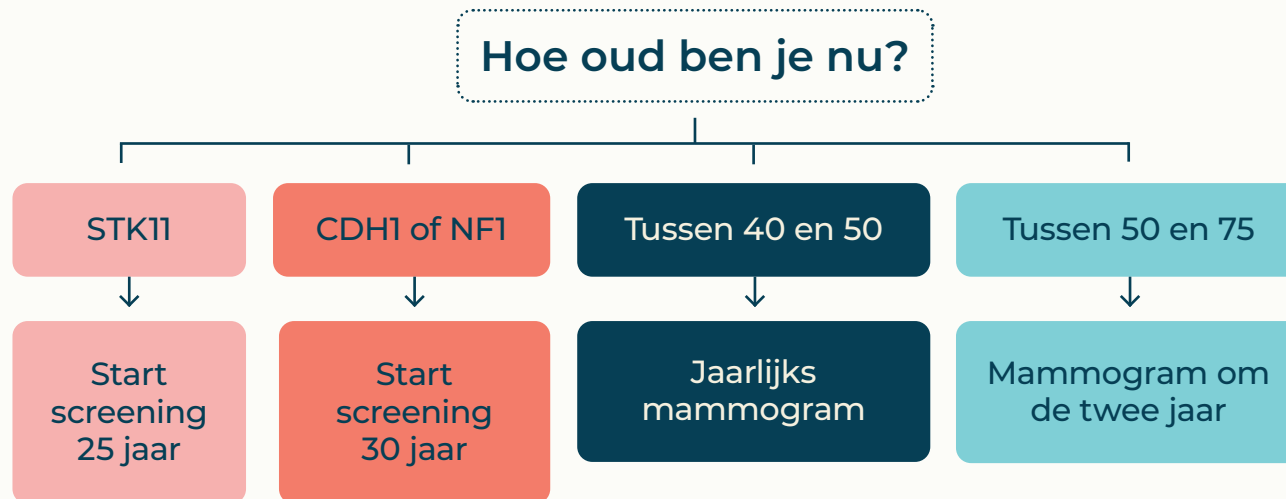 Hoe oud ben je nu?
STK11
CDH1 of NF1
Tussen 40 en 50
Tussen 50 en 75
Start
screening
25 jaar
Start
screening
30 jaar
Jaarlijks
mammogram
Mammogram om
de twee jaar